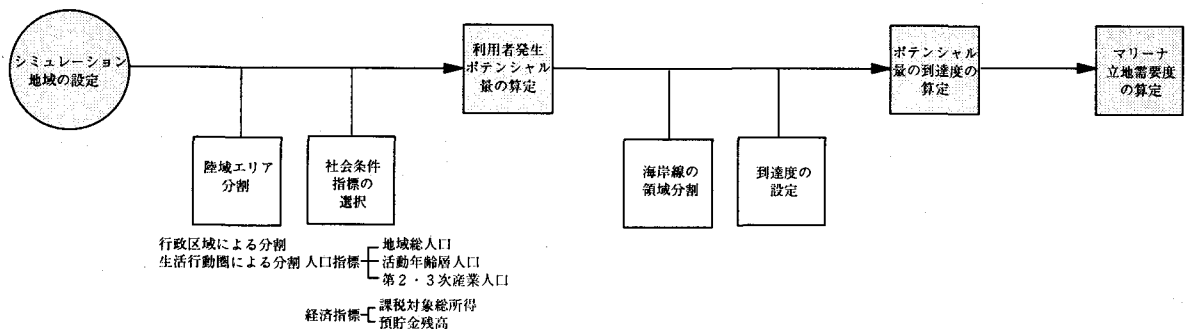 シミュレーション
地域の設定
利用者発生
ポテンシャル
量の算定
ポテンシャル
量の到達度の
算定
マリーナ
立地需要度
の算定
陸域エリア
分割
社会条件
指標の
選択
海岸線の
領域分割
到達度の
設定
行政区域による分割
生活行動圏による分割
人口指標
地域総人口
活動年齢層人口
第2・3次産業人口
経済指標
課税対象総所得
預貯金残高